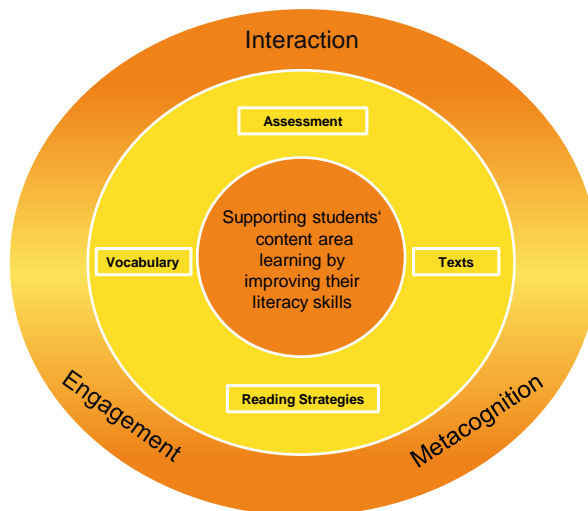 Interaction
Assessment
Supporting students‘
content area
learning by
improving their
literacy skills
Vocabulary
Texts
Reading Strategies
Engagement
Metacognition